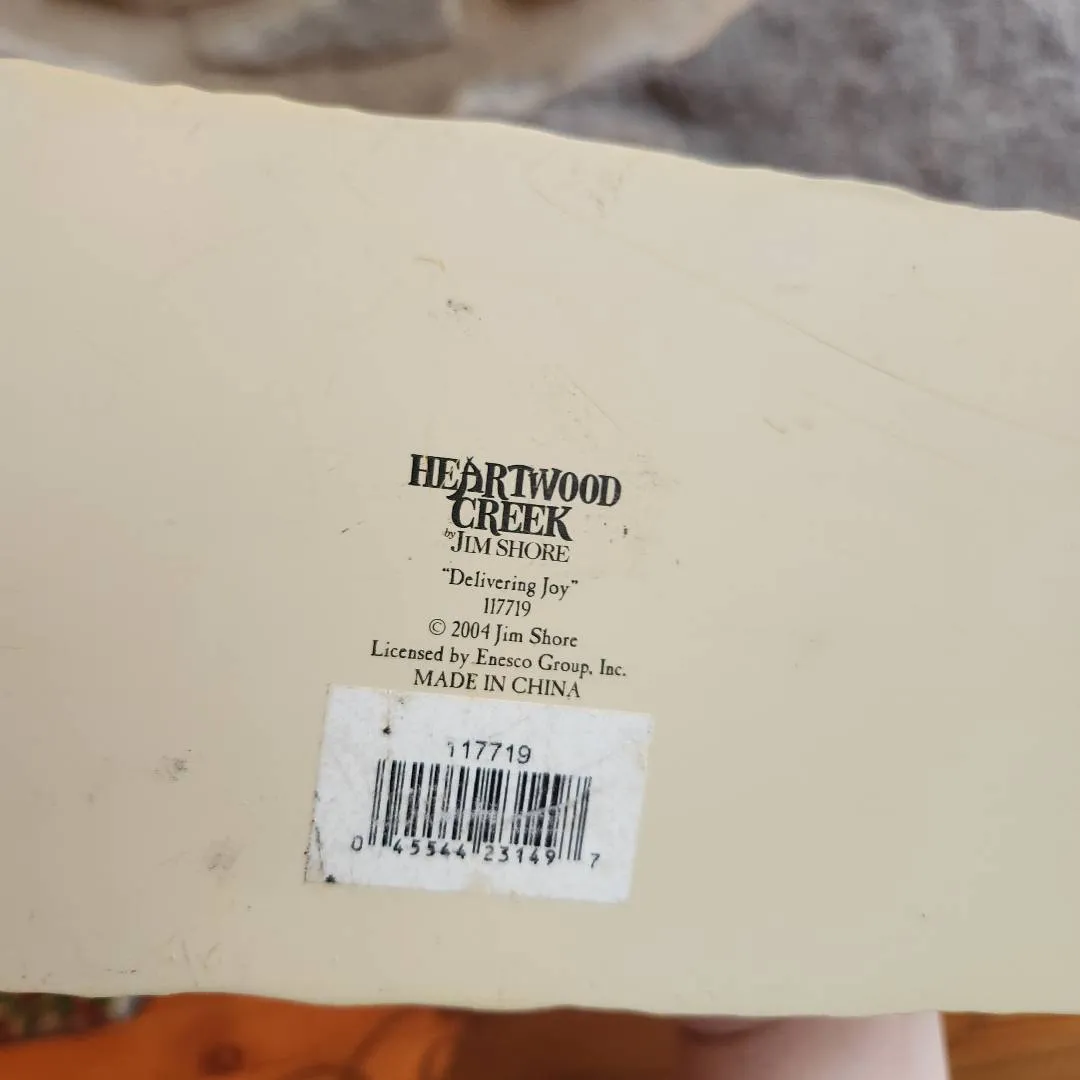 HEARTWOOD
CREEK
by JIM SHORE
"Delivering Joy"
117719
© 2004 Jim Shore
Licensed by Enesco Group, Inc.
MADE IN CHINA
117719
0 45544 23149 7